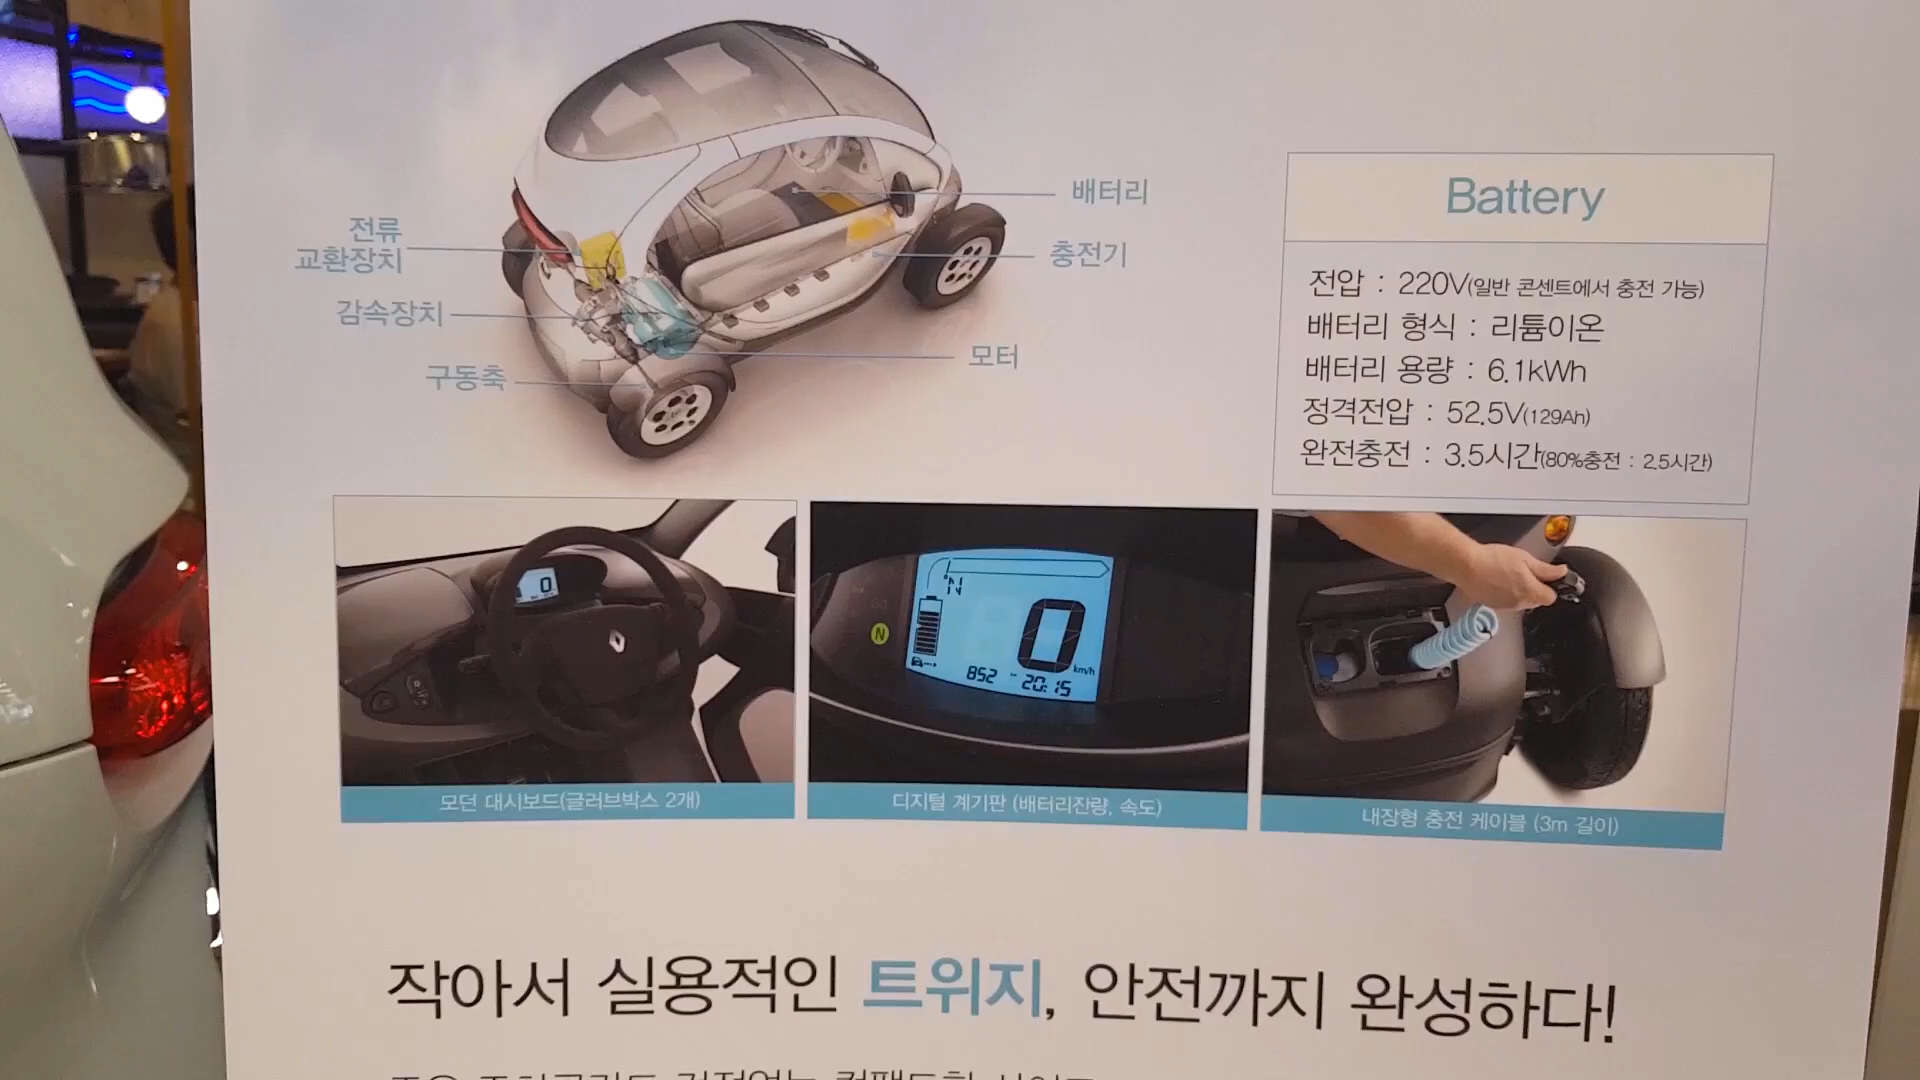 배터리
전류
교환장치
충전기
감속장치
모터
구동축
Battery
전압 : 220V(일반 콘센트에서 충전 가능)
배터리 형식 : 리튬이온
배터리 용량 : 6.1kWh
정격전압 : 52.5V(129Ah)
완전충전 : 3.5시간(80%충전 : 2.5시간)
0
N
N
0
km/h
852
20:15
모던 대시보드(글러브박스 2개)
디지털 계기판 (배터리잔량, 속도)
내장형 충전 케이블 (3m 길이)
작아서 실용적인 트위지, 안전까지 완성하다!